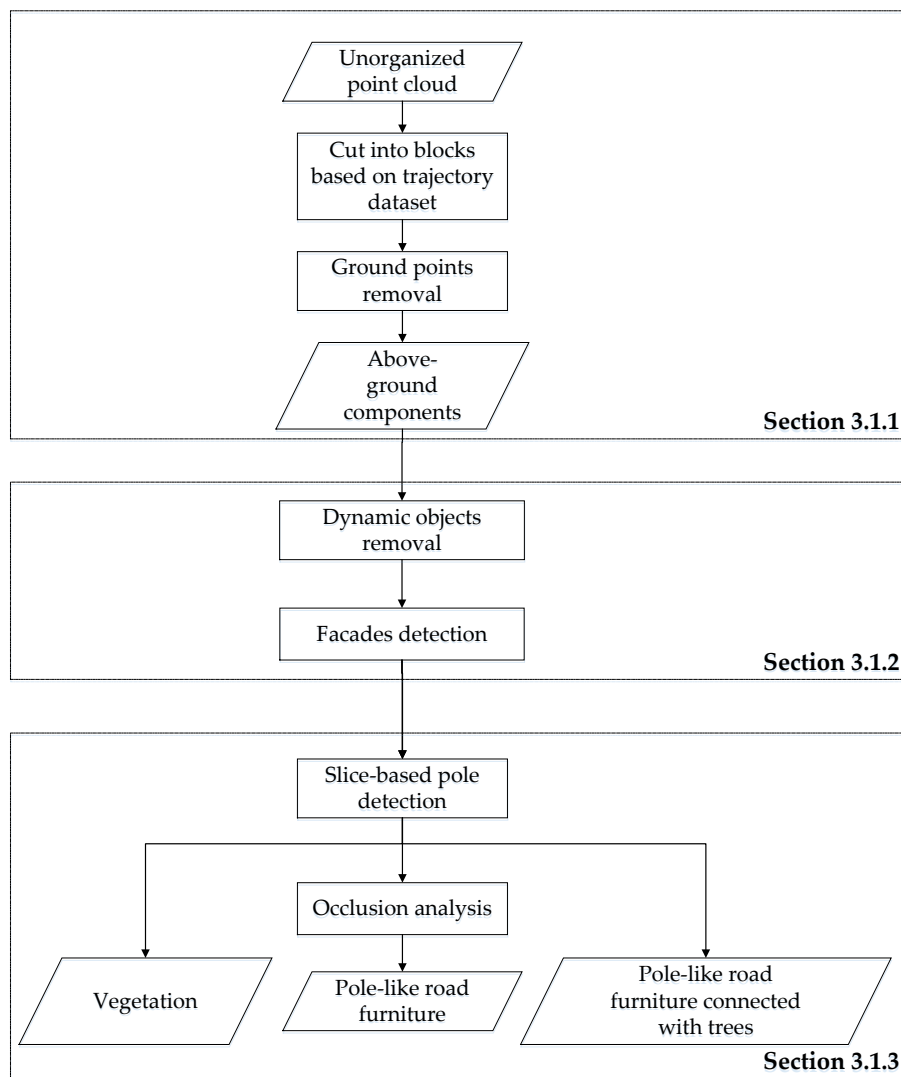 Unorganized
point cloud
Cut into blocks
based on trajectory
dataset
Ground points
removal
Above-
ground
components
Section 3.1.1
Dynamic objects
removal
Facades detection
Section 3.1.2
Slice-based pole
detection
Occlusion analysis
Vegetation
Pole-like road
furniture
Pole-like road
furniture connected
with trees
Section 3.1.3